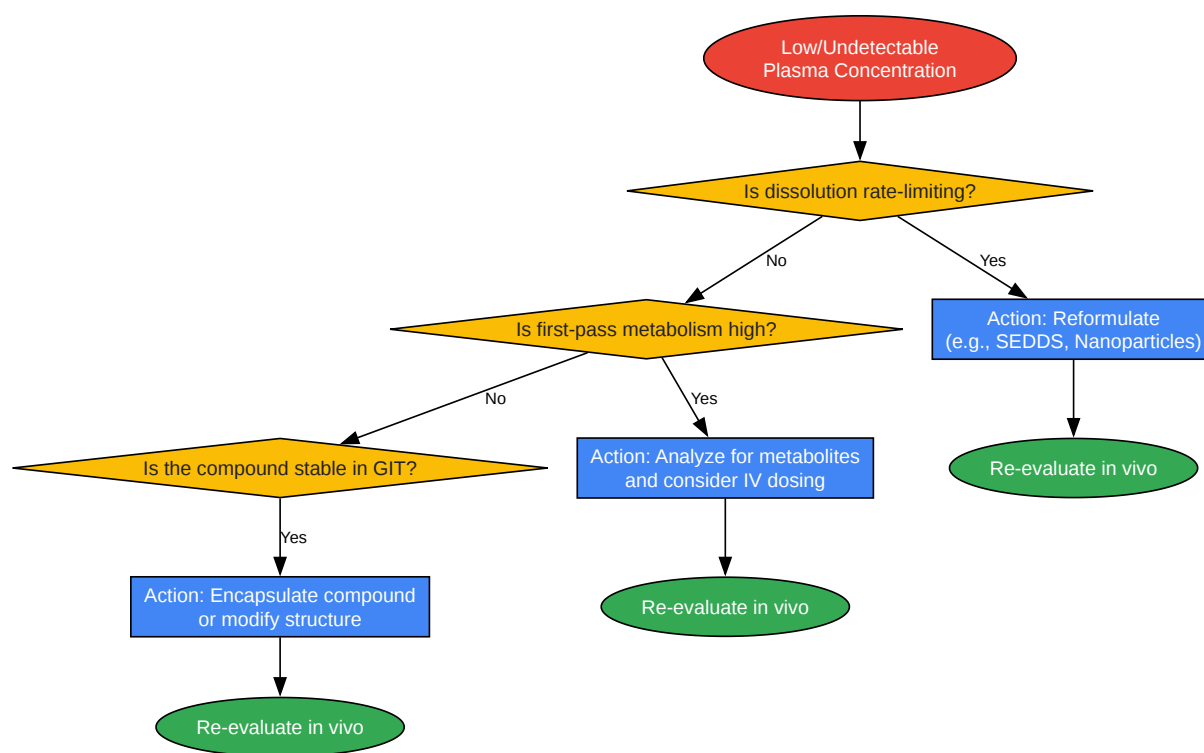 Low/Undetectable
Plasma Concentration
Is dissolution rate-limiting?
No
Yes
Is first-pass metabolism high?
Action: Reformulate
(e.g., SEDDS, Nanoparticles)
No
Yes
Is the compound stable in GIT?
Action: Analyze for metabolites
and consider IV dosing
Re-evaluate in vivo
Yes
Action: Encapsulate compound
or modify structure
Re-evaluate in vivo
Re-evaluate in vivo